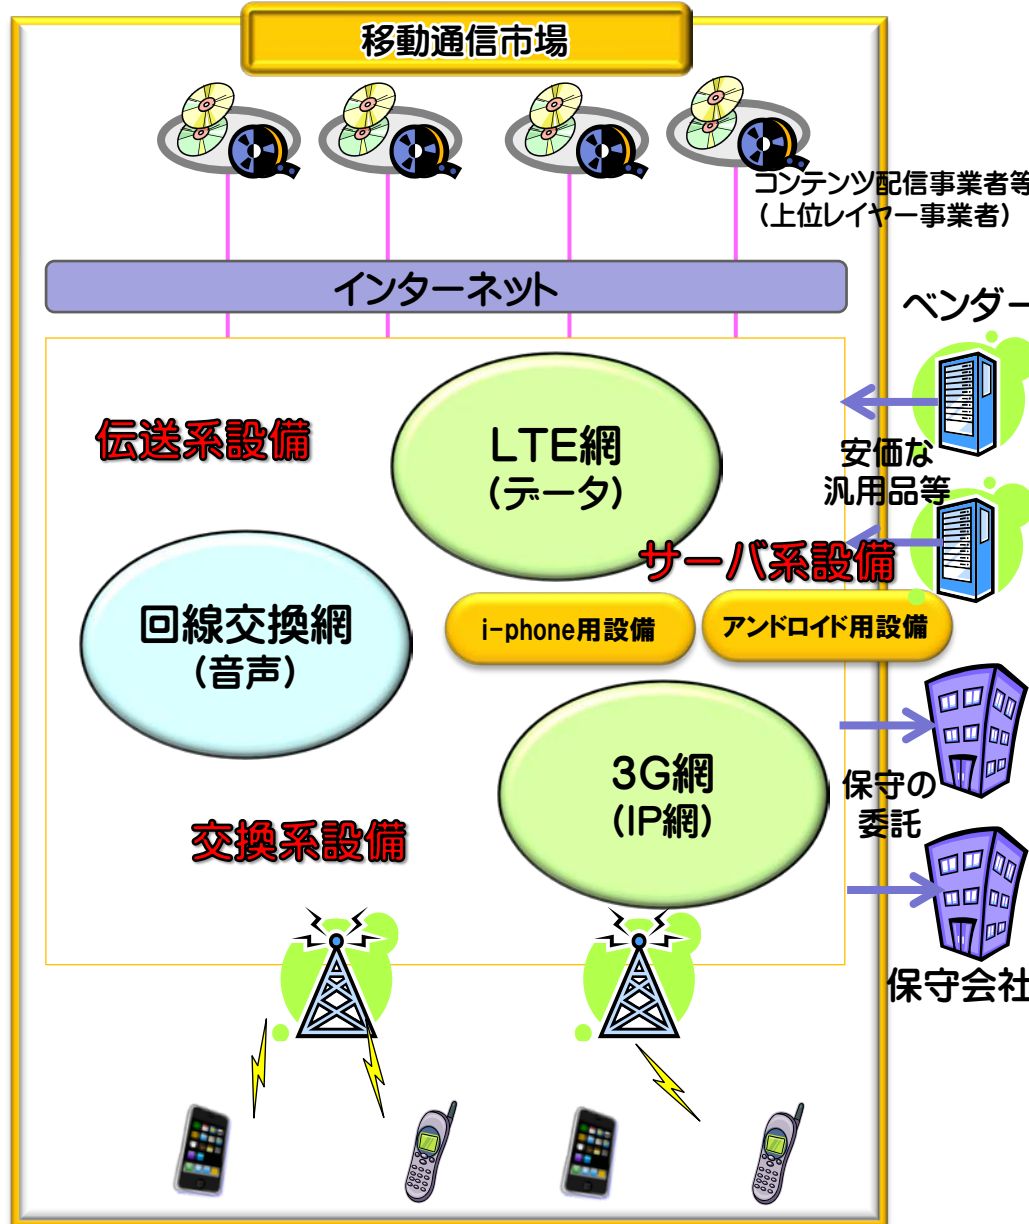 移動通信市場
コンテンツ配信事業者等
(上位レイヤー事業者)
インターネット
ベンダー
伝送系設備
LTE網
(データ)
安価な
汎用品等
サーバ系設備
回線交換網
(音声)
i-phone用設備
アンドロイド用設備
3G網
(IP網)
保守の
委託
交換系設備
保守会社